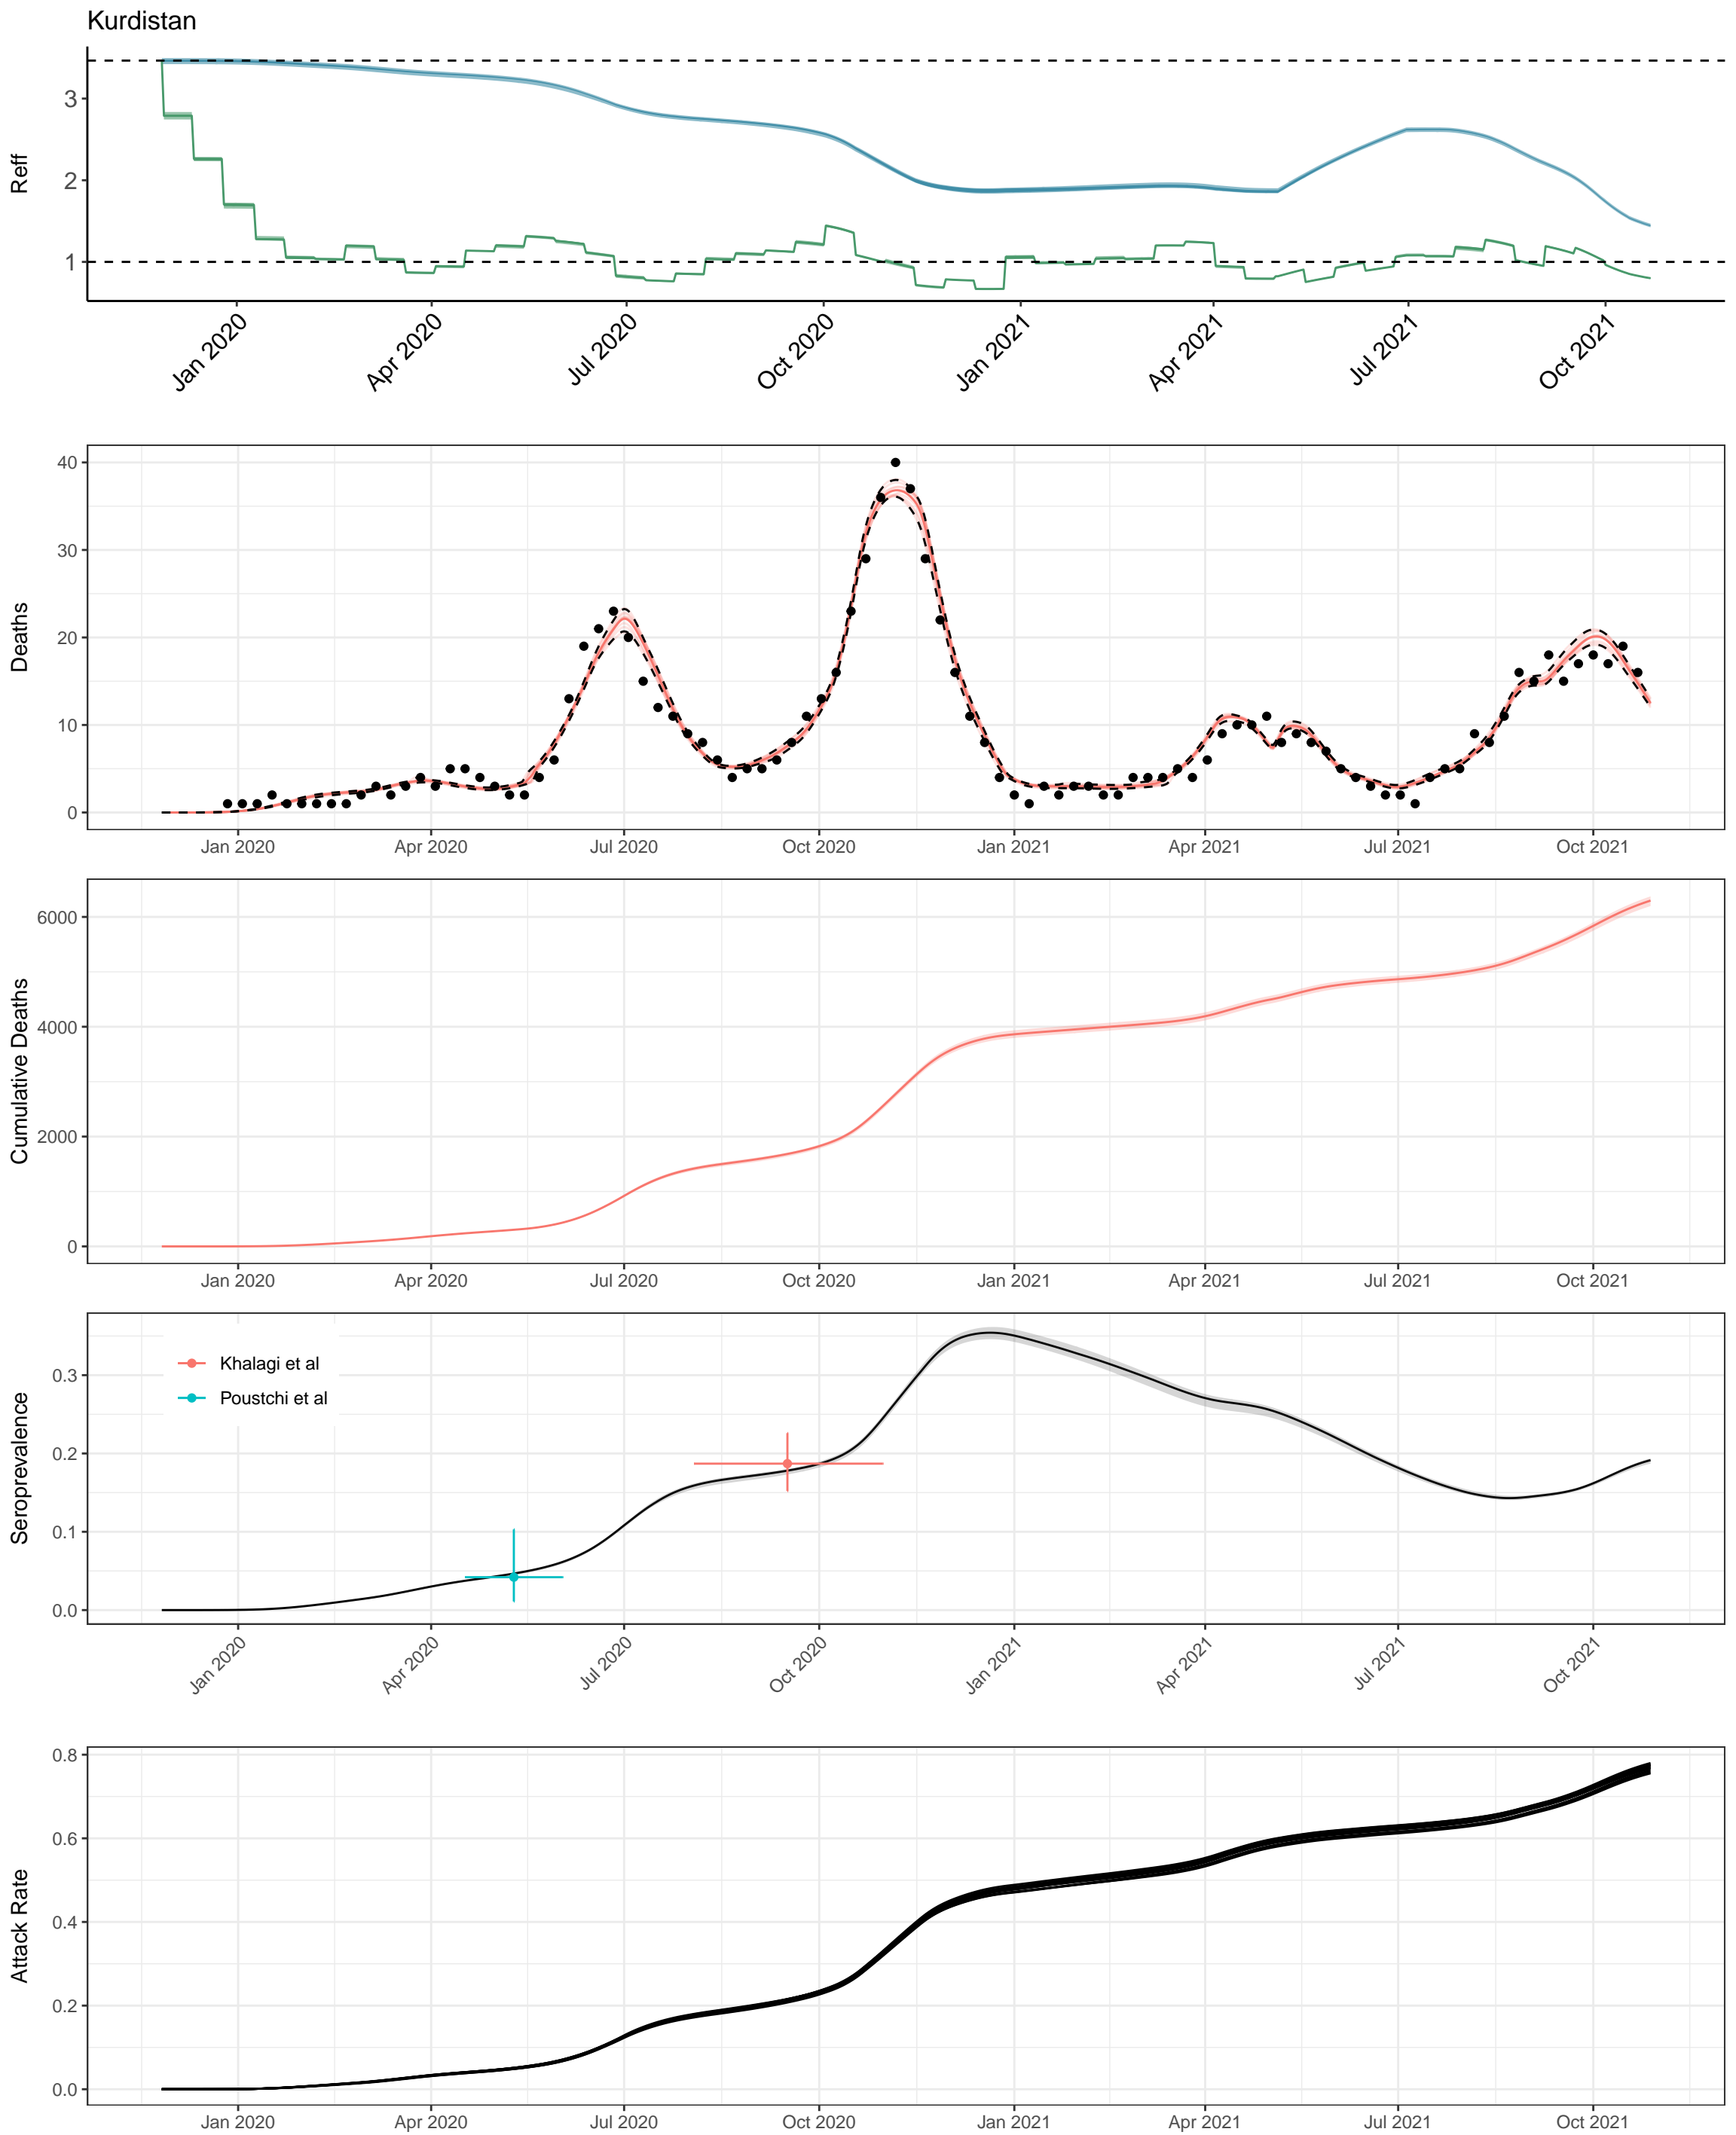 Kurdistan
Reff
3
2
1
Jan 2020
Apr 2020
Jul 2020
Oct 2020
Jan 2021
Apr 2021
Jul 2021
Oct 2021
Deaths
40
30
20
10
0
Jan 2020
Apr 2020
Jul 2020
Oct 2020
Jan 2021
Apr 2021
Jul 2021
Oct 2021
Cumulative Deaths
6000
4000
2000
0
Jan 2020
Apr 2020
Jul 2020
Oct 2020
Jan 2021
Apr 2021
Jul 2021
Oct 2021
Seroprevalence
0.3
0.2
0.1
0.0
Khalagi et al
Poustchi et al
Jan 2020
Apr 2020
Jul 2020
Oct 2020
Jan 2021
Apr 2021
Jul 2021
Oct 2021
Attack Rate
0.8
0.6
0.4
0.2
0.0
Jan 2020
Apr 2020
Jul 2020
Oct 2020
Jan 2021
Apr 2021
Jul 2021
Oct 2021